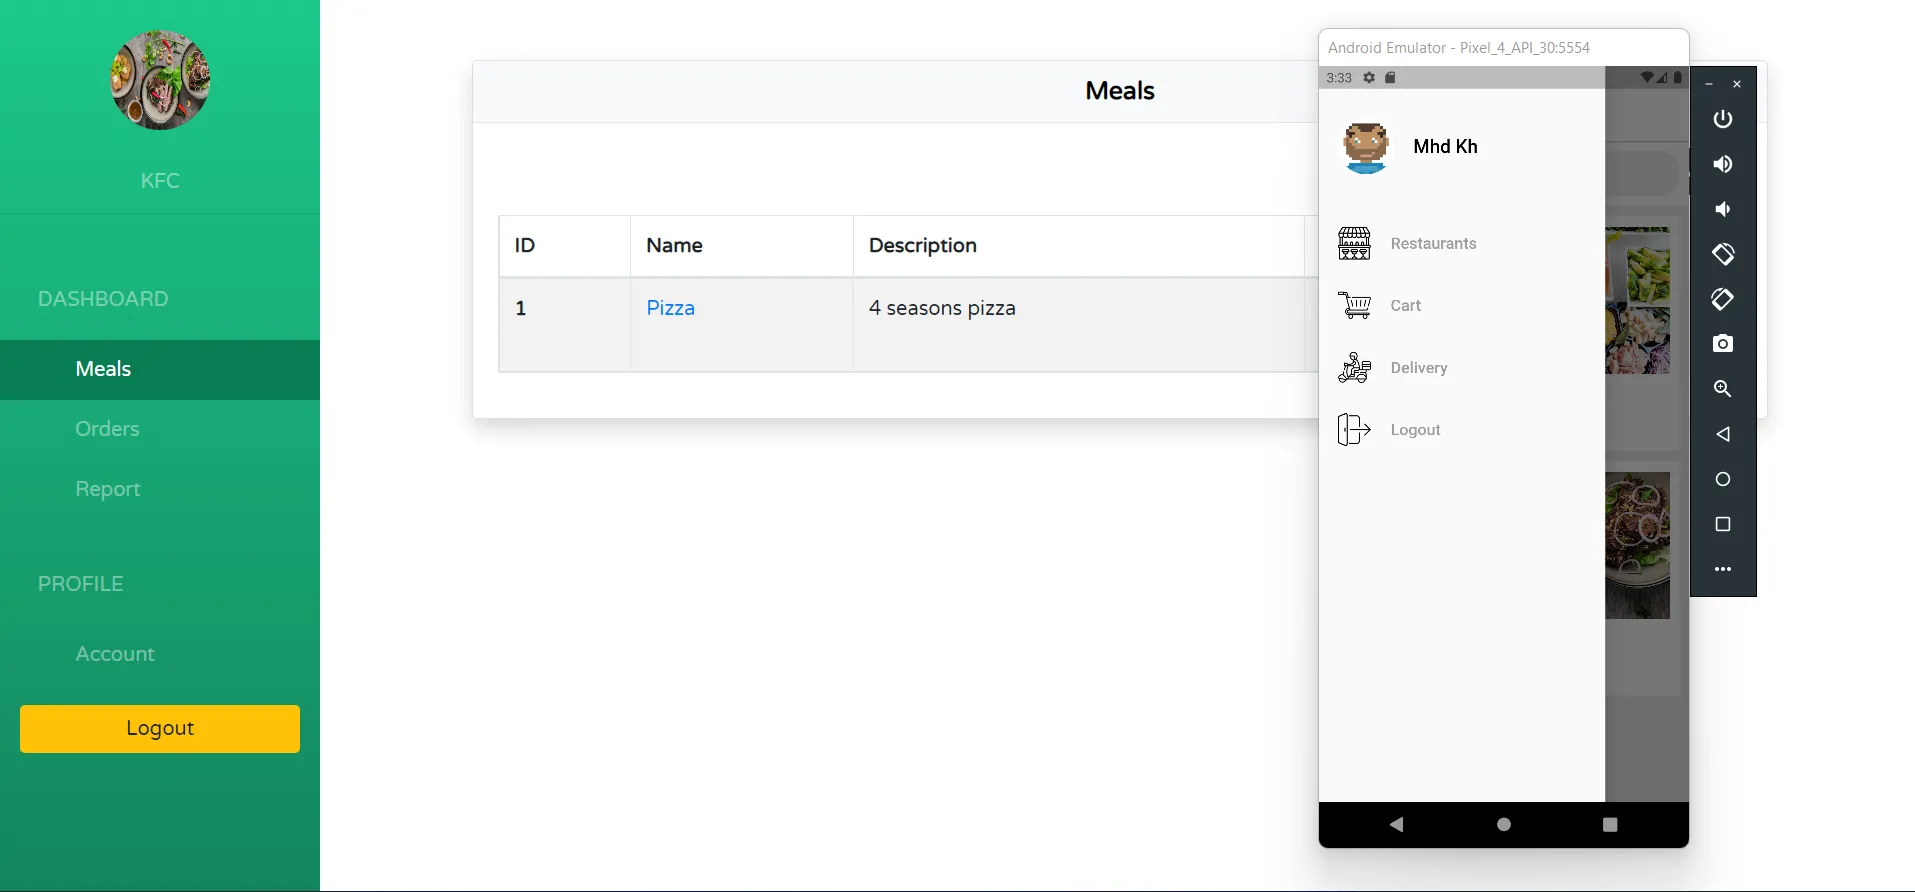 KFC
DASHBOARD
Meals
Orders
Report
PROFILE
Account
Logout
Meals
ID Name Description
1 Pizza 4 seasons pizza
Android Emulator - Pixel_4_API_30:5554
3:33
Mhd Kh
Restaurants
Cart
Delivery
Logout